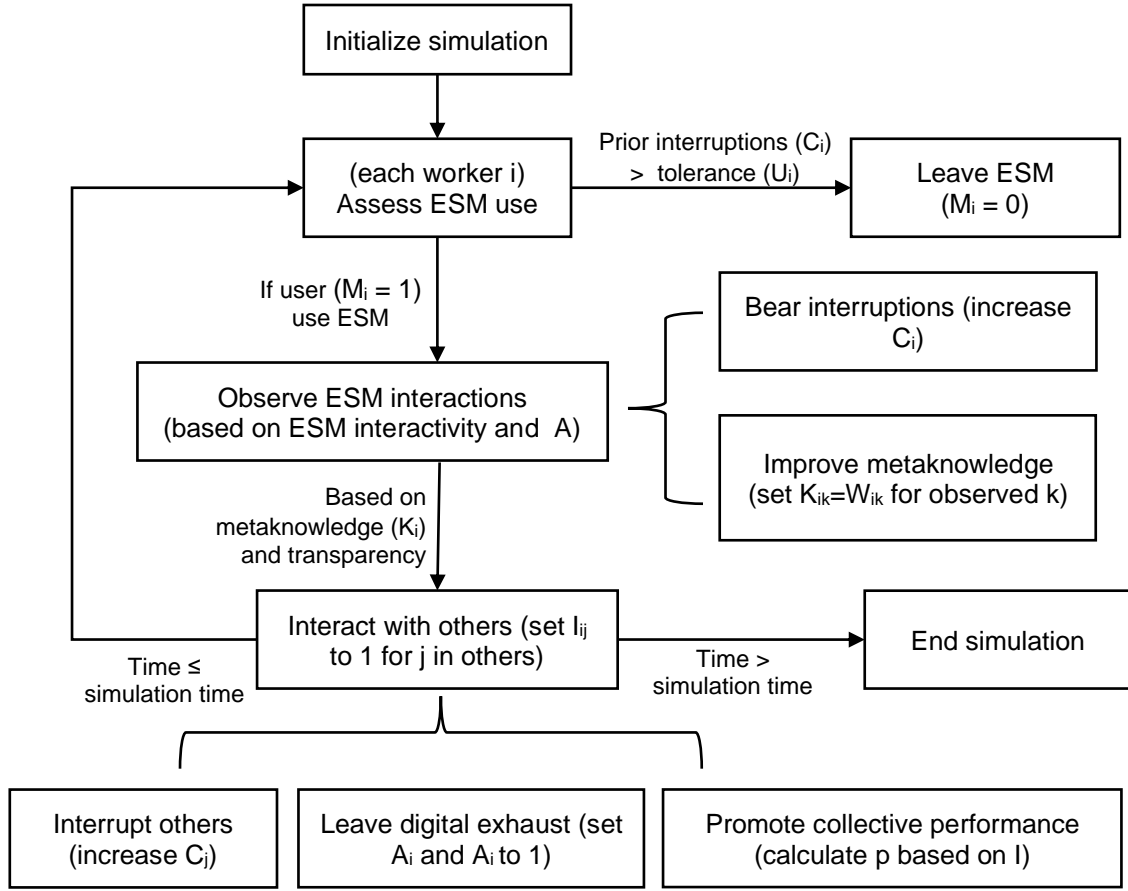 Initialize simulation
(each worker i)
Assess ESM use
Prior interruptions (Cᵢ)
> tolerance (Uᵢ)
Leave ESM
(Mᵢ = 0)
If user (Mᵢ = 1)
use ESM
Bear interruptions (increase
Cᵢ)
Observe ESM interactions
(based on ESM interactivity and A)
Improve metaknowledge
(set Kᵢₖ=Wᵢₖ for observed k)
Based on
metaknowledge (Kᵢ)
and transparency
Interact with others (set Iᵢⱼ
to 1 for j in others)
End simulation
Time ≤
simulation time
Time >
simulation time
Interrupt others
(increase Cⱼ)
Leave digital exhaust (set
Aᵢ and Aᵢ to 1)
Promote collective performance
(calculate p based on I)